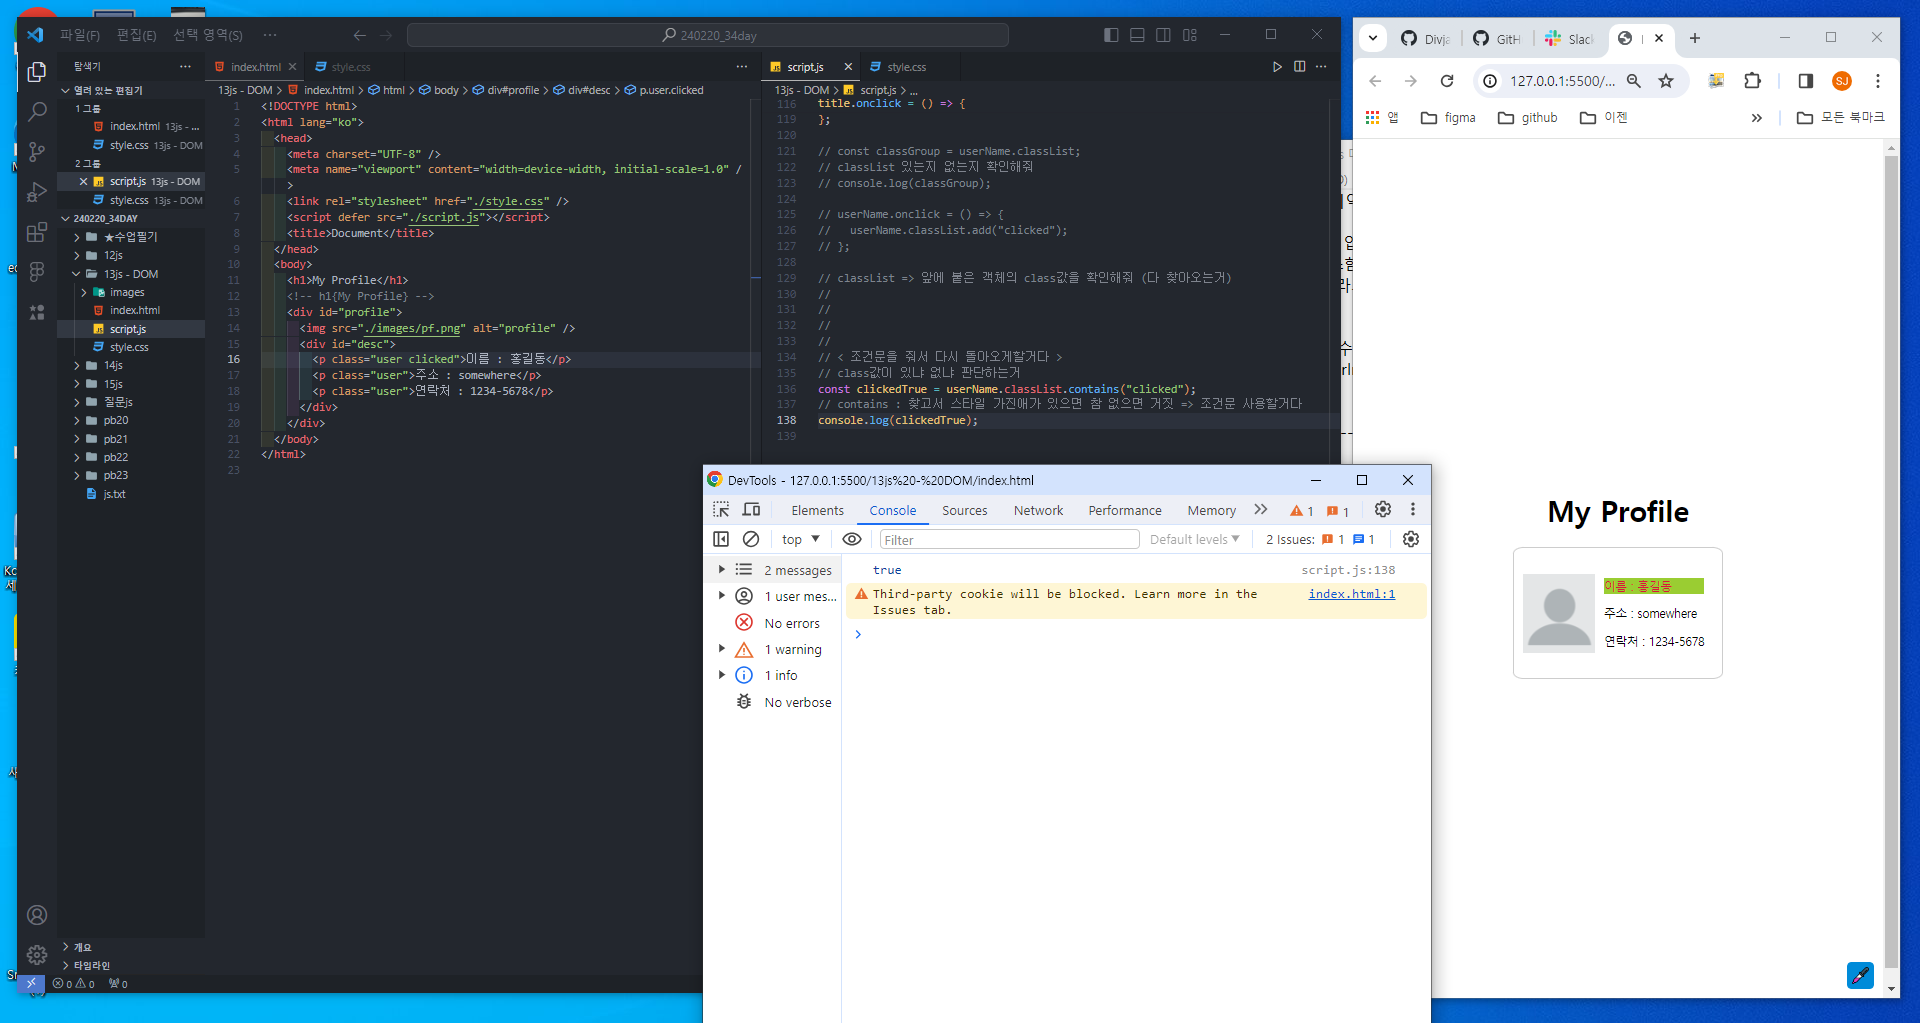 파일(F) 편집(E) 선택 영역(S) ···
240220_34day
탐색기
열려 있는 편집기
1 그룹
index.html 13js - ...
style.css 13js - DOM
2 그룹
script.js 13js - DOM
style.css 13js - DOM
240220_34DAY
★수업필기
12js
13js - DOM
images
index.html
script.js
style.css
14js
15js
질문js
pb20
pb21
pb22
pb23
js.txt
개요
타임라인
0 0 0
index.html
style.css
13js - DOM > index.html > html > body > div#profile > div#desc > p.user.clicked
1 <!DOCTYPE html>
2 <html lang="ko">
3 <head>
4 <meta charset="UTF-8" />
5 <meta name="viewport" content="width=device-width, initial-scale=1.0" /
>
6 <link rel="stylesheet" href="./style.css" />
7 <script defer src="./script.js"></script>
8 <title>Document</title>
9 </head>
10 <body>
11 <h1>My Profile</h1>
12 <!-- h1{My Profile} -->
13 <div id="profile">
14 <img src="./images/pf.png" alt="profile" />
15 <div id="desc">
16 <p class="user clicked">이름 : 홍길동</p>
17 <p class="user">주소 : somewhere</p>
18 <p class="user">연락처 : 1234-5678</p>
19 </div>
20 </div>
21 </body>
22 </html>
23
script.js
style.css
13js - DOM > script.js > ...
116 title.onclick = () => {
119 };
120
121 // const classGroup = userName.classList;
122 // classList 있는지 없는지 확인해줘
123 // console.log(classGroup);
124
125 // userName.onclick = () => {
126 //   userName.classList.add("clicked");
127 // };
128
129 // classList => 앞에 붙은 객체의 class값을 확인해줘 (다 찾아오는거)
130 //
131 //
132 //
133 //
134 // < 조건문을 줘서 다시 돌아오게할거다 >
135 // class값이 있냐 없냐 판단하는거
136 const clickedTrue = userName.classList.contains("clicked");
137 // contains : 찾고서 스타일 가진애가 있으면 참 없으면 거짓 => 조건문 사용할거다
138 console.log(clickedTrue);
139
DevTools - 127.0.0.1:5500/13js%20-%20DOM/index.html
Elements Console Sources Network Performance Memory 1 1
top Filter Default levels 2 Issues: 1 1
2 messages
1 user mes...
No errors
1 warning
1 info
No verbose
true script.js:138
Third-party cookie will be blocked. Learn more in the index.html:1
Issues tab.
Divja
GitH
Slac
127.0.0.1:5500/...
SJ
앱 figma github 이젠 모든 북마크
My Profile
이름 : 홍길동
주소 : somewhere
연락처 : 1234-5678